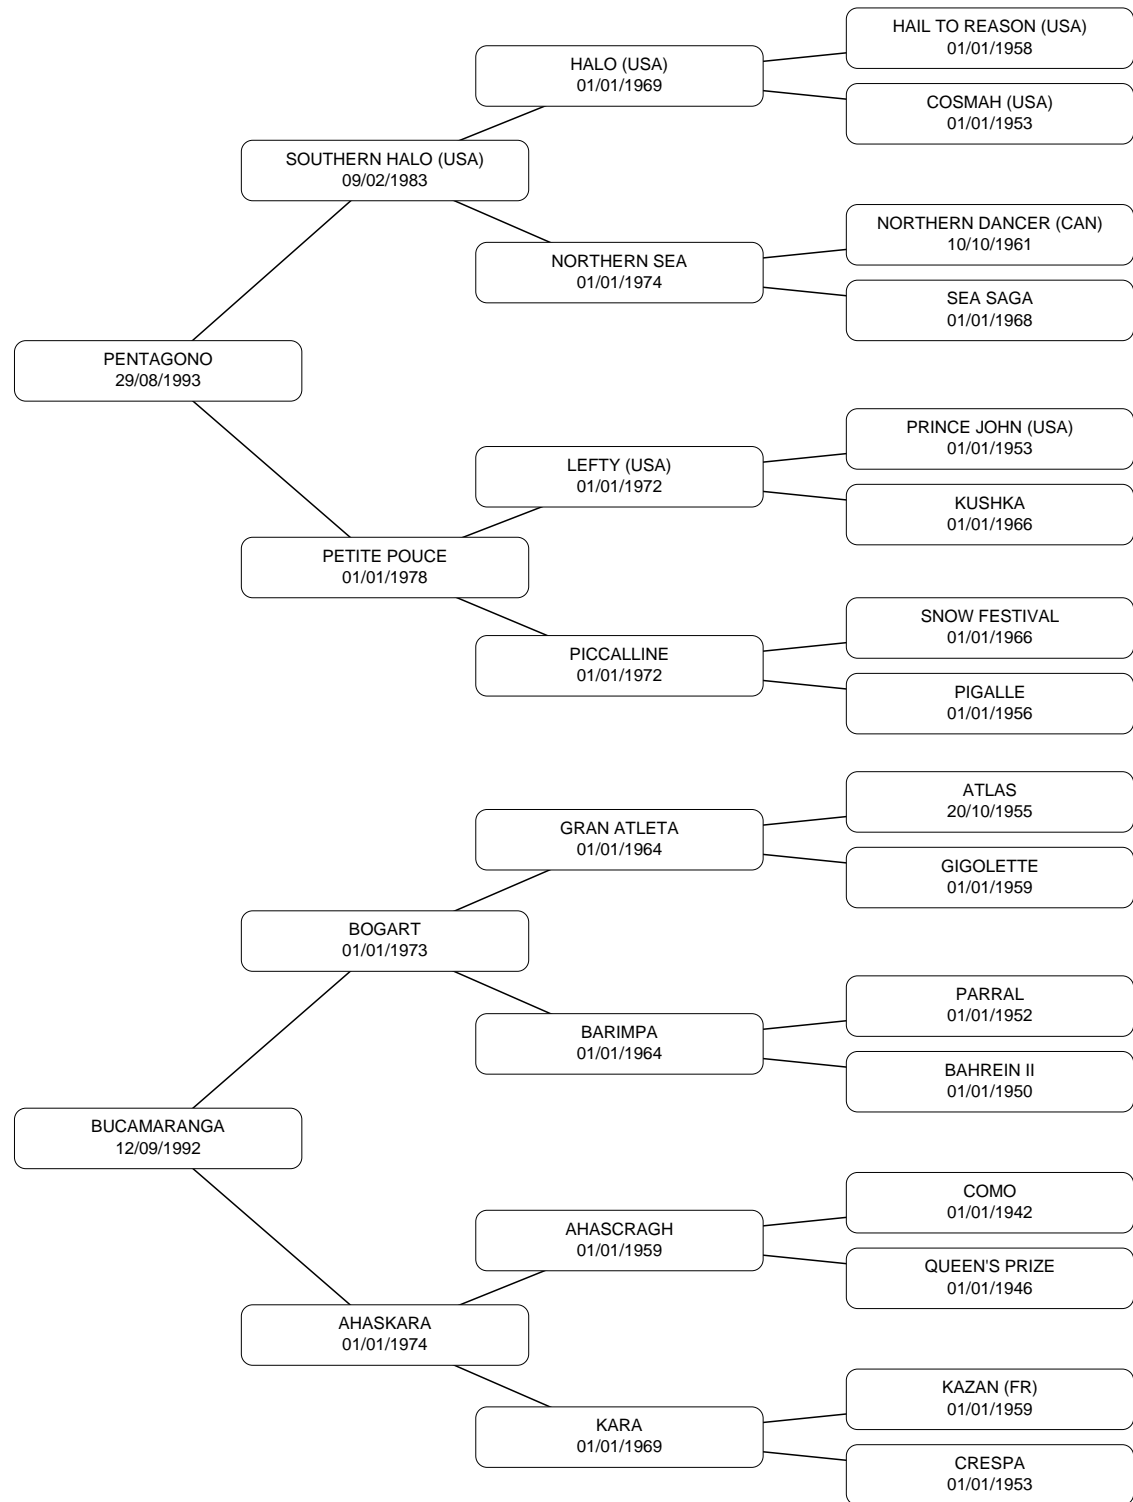 HAIL TO REASON (USA)
01/01/1958
HALO (USA)
01/01/1969
COSMAH (USA)
01/01/1953
SOUTHERN HALO (USA)
09/02/1983
NORTHERN DANCER (CAN)
10/10/1961
NORTHERN SEA
01/01/1974
SEA SAGA
01/01/1968
PENTAGONO
29/08/1993
PRINCE JOHN (USA)
01/01/1953
LEFTY (USA)
01/01/1972
KUSHKA
01/01/1966
PETITE POUCE
01/01/1978
SNOW FESTIVAL
01/01/1966
PICCALLINE
01/01/1972
PIGALLE
01/01/1956
ATLAS
20/10/1955
GRAN ATLETA
01/01/1964
GIGOLETTE
01/01/1959
BOGART
01/01/1973
PARRAL
01/01/1952
BARIMPA
01/01/1964
BAHREIN II
01/01/1950
BUCAMARANGA
12/09/1992
COMO
01/01/1942
AHASCRAGH
01/01/1959
QUEEN'S PRIZE
01/01/1946
AHASKARA
01/01/1974
KAZAN (FR)
01/01/1959
KARA
01/01/1969
CRESPA
01/01/1953